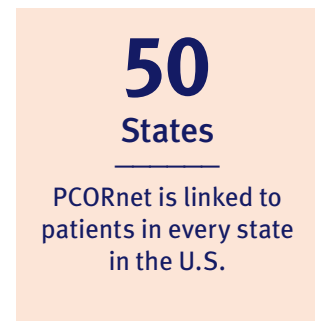 50
States
PCORnet is linked to
patients in every state
in the U.S.